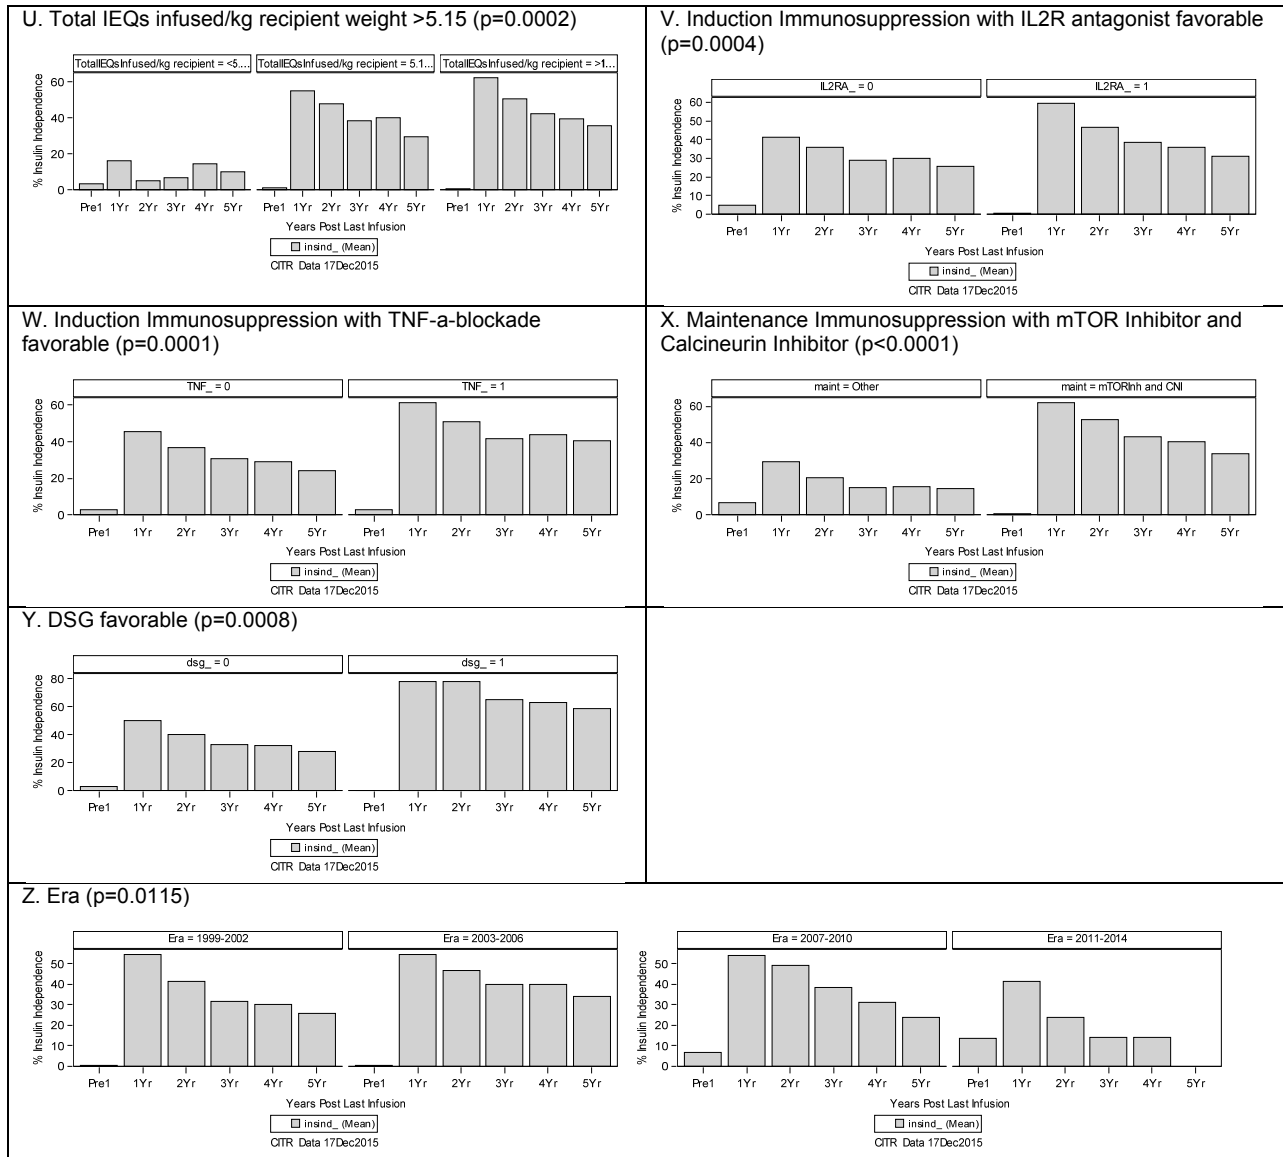 U. Total IEQs infused/kg recipient weight >5.15 (p=0.0002)
TotalIEQsInfused/kg recipient = <5.... TotalIEQsInfused/kg recipient = 5.1... TotalIEQsInfused/kg recipient = >1...
% Insulin Independence
60
40
20
0
Pre1 1Yr 2Yr 3Yr 4Yr 5Yr Pre1 1Yr 2Yr 3Yr 4Yr 5Yr Pre1 1Yr 2Yr 3Yr 4Yr 5Yr
Years Post Last Infusion
insind_ (Mean)
CITR Data 17Dec2015
V. Induction Immunosuppression with IL2R antagonist favorable
(p=0.0004)
IL2RA_ = 0 IL2RA_ = 1
% Insulin Independence
60
50
40
30
20
10
0
Pre1 1Yr 2Yr 3Yr 4Yr 5Yr Pre1 1Yr 2Yr 3Yr 4Yr 5Yr
Years Post Last Infusion
insind_ (Mean)
CITR Data 17Dec2015
W. Induction Immunosuppression with TNF-a-blockade
favorable (p=0.0001)
TNF_ = 0 TNF_ = 1
% Insulin Independence
60
40
20
0
Pre1 1Yr 2Yr 3Yr 4Yr 5Yr Pre1 1Yr 2Yr 3Yr 4Yr 5Yr
Years Post Last Infusion
insind_ (Mean)
CITR Data 17Dec2015
X. Maintenance Immunosuppression with mTOR Inhibitor and
Calcineurin Inhibitor (p<0.0001)
maint = Other maint = mTORInh and CNI
% Insulin Independence
60
40
20
0
Pre1 1Yr 2Yr 3Yr 4Yr 5Yr Pre1 1Yr 2Yr 3Yr 4Yr 5Yr
Years Post Last Infusion
insind_ (Mean)
CITR Data 17Dec2015
Y. DSG favorable (p=0.0008)
dsg_ = 0 dsg_ = 1
% Insulin Independence
80
60
40
20
0
Pre1 1Yr 2Yr 3Yr 4Yr 5Yr Pre1 1Yr 2Yr 3Yr 4Yr 5Yr
Years Post Last Infusion
insind_ (Mean)
CITR Data 17Dec2015
Z. Era (p=0.0115)
Era = 1999-2002 Era = 2003-2006
% Insulin Independence
50
40
30
20
10
0
Pre1 1Yr 2Yr 3Yr 4Yr 5Yr Pre1 1Yr 2Yr 3Yr 4Yr 5Yr
Years Post Last Infusion
insind_ (Mean)
CITR Data 17Dec2015
Era = 2007-2010 Era = 2011-2014
% Insulin Independence
50
40
30
20
10
0
Pre1 1Yr 2Yr 3Yr 4Yr 5Yr Pre1 1Yr 2Yr 3Yr 4Yr 5Yr
Years Post Last Infusion
insind_ (Mean)
CITR Data 17Dec2015